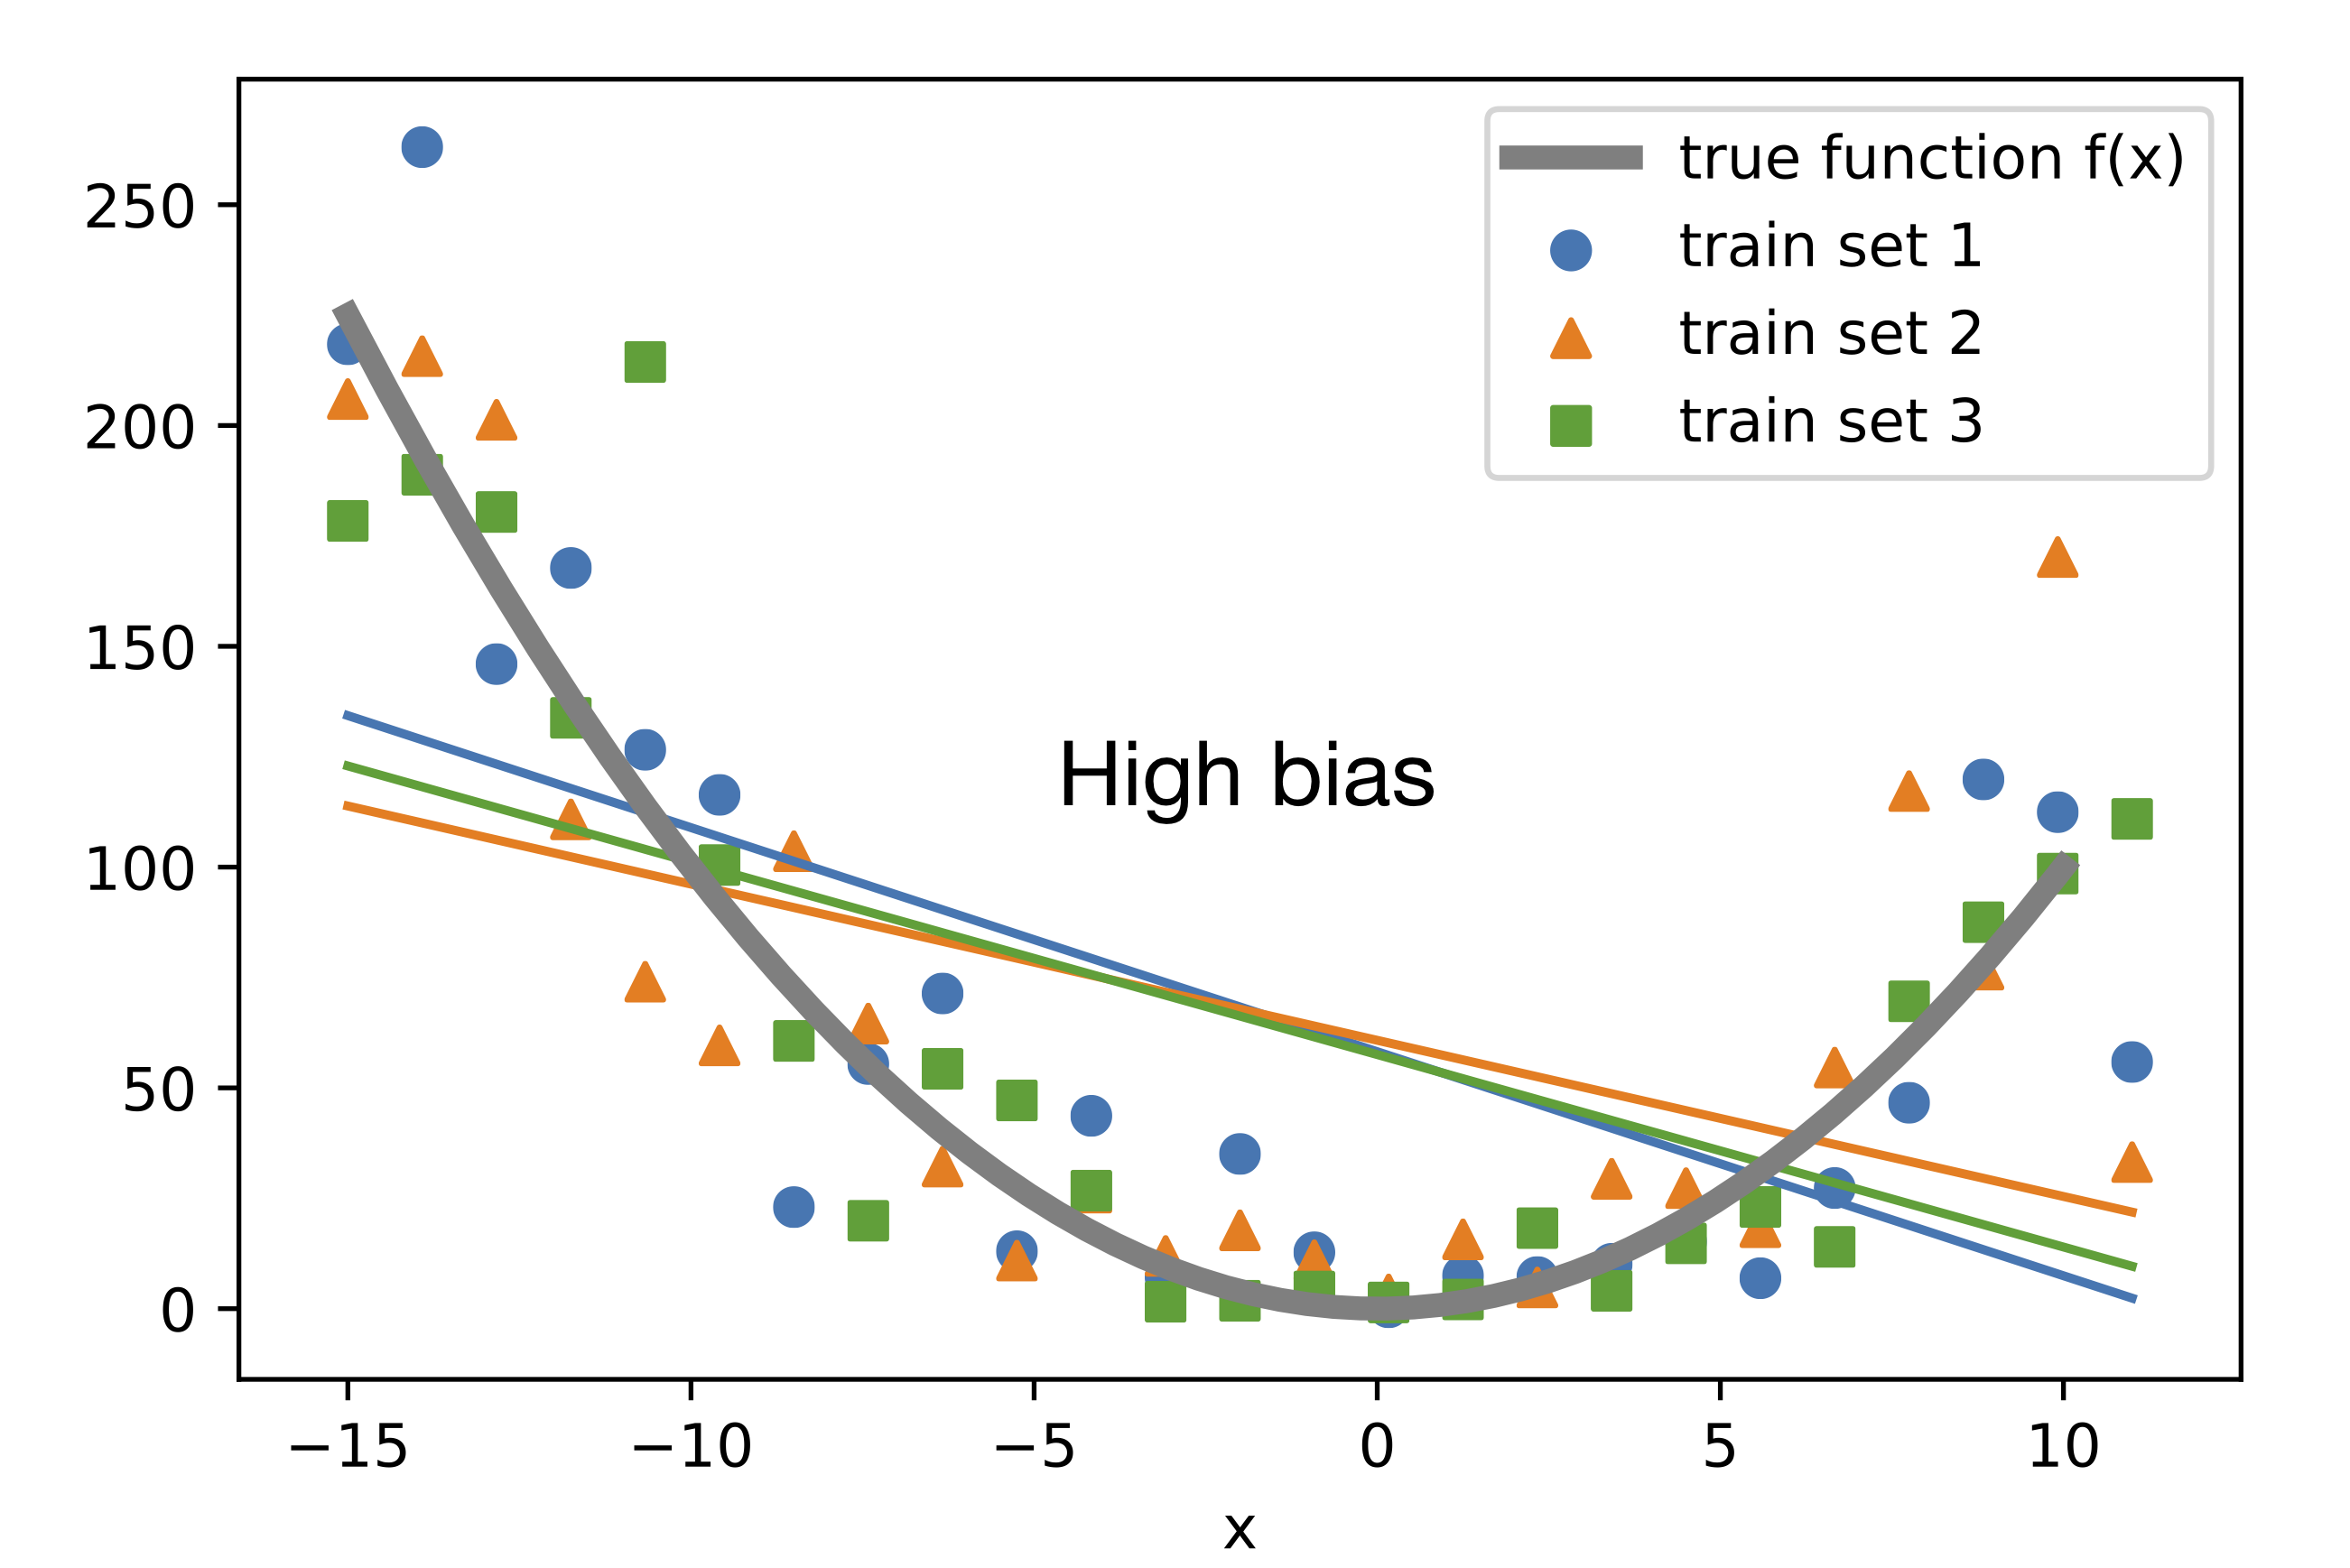 true function f(x)
train set 1
train set 2
train set 3
High bias
250
200
150
100
50
0
−15
−10
−5
0
5
10
x